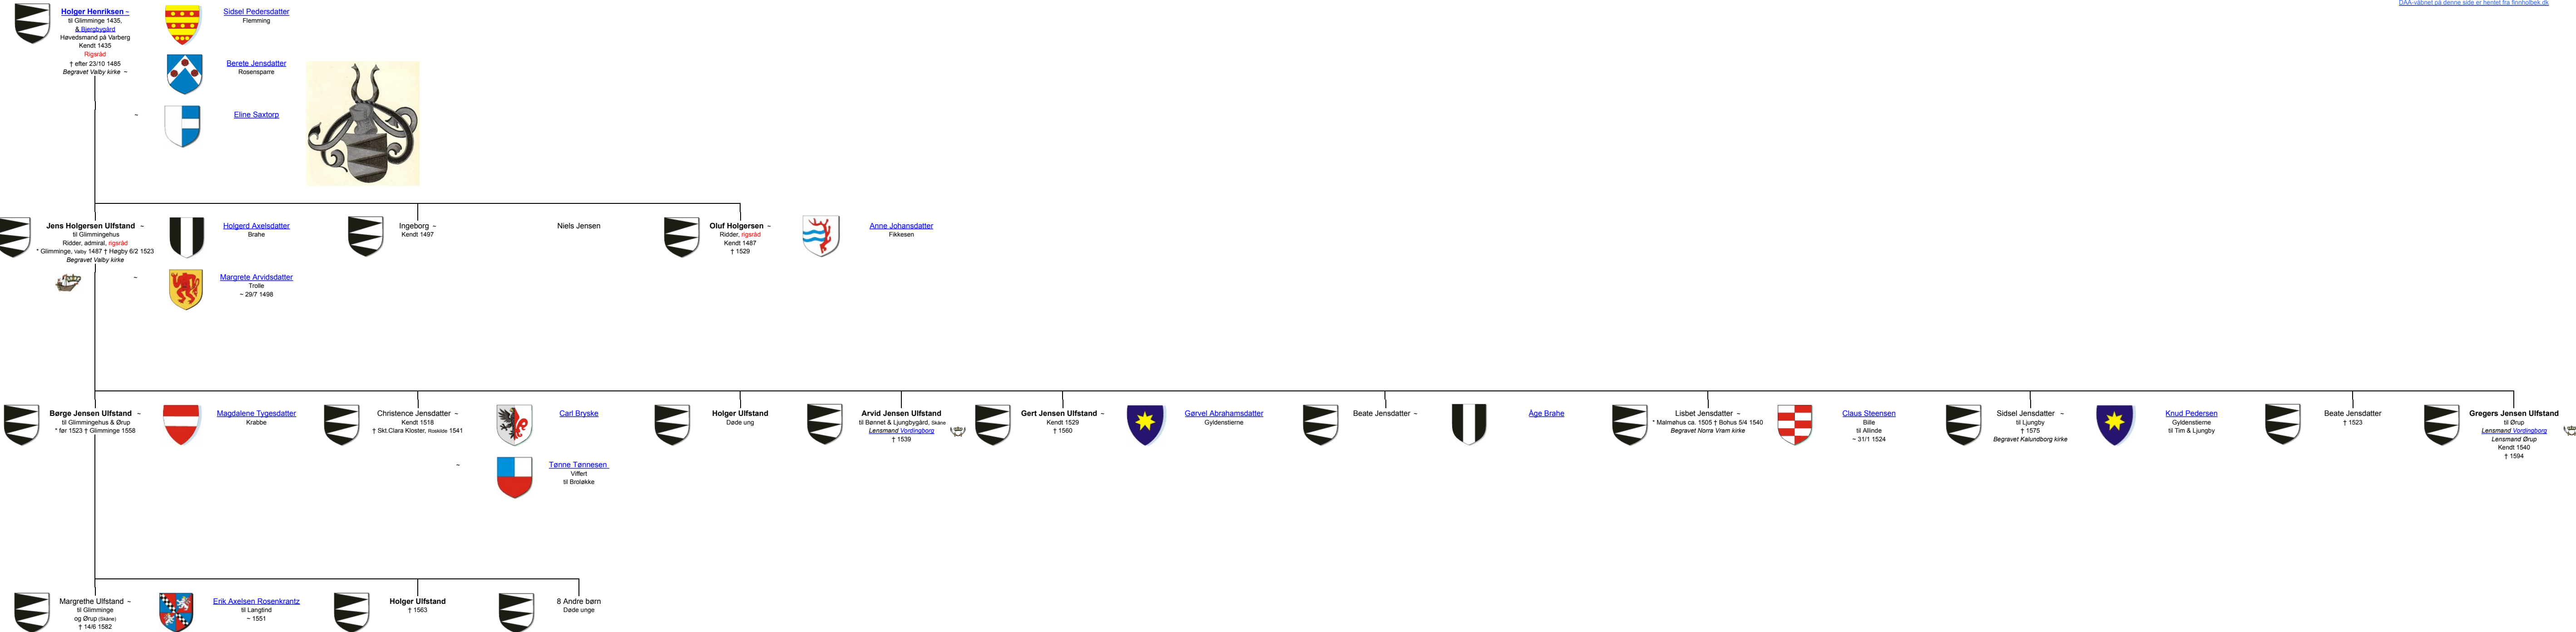 DAA-våbnet på denne side er hentet fra finnholbek.dk
Holger Henriksen ~
til Glimminge 1435,
& Bjergbygård
Høvedsmand på Varberg
Kendt 1435
Rigsråd
† efter 23/10 1485
Begravet Valby kirke ~
Sidsel Pedersdatter
Flemming
Berete Jensdatter
Rosensparre
~
Eline Saxtorp
Jens Holgersen Ulfstand ~
til Glimmingehus
Ridder, admiral, rigsråd
* Glimminge, Valby 1487 † Høgby 6/2 1523
Begravet Valby kirke
Holgerd Axelsdatter
Brahe
~
Margrete Arvidsdatter
Trolle
~ 29/7 1498
Ingeborg ~
Kendt 1497
Niels Jensen
Oluf Holgersen ~
Ridder, rigsråd
Kendt 1487
† 1529
Anne Johansdatter
Fikkesen
Børge Jensen Ulfstand ~
til Glimmingehus & Ørup
* før 1523 † Glimminge 1558
Magdalene Tygesdatter
Krabbe
Christence Jensdatter ~
Kendt 1518
† Skt.Clara Kloster, Roskilde 1541
Carl Bryske
~
Tønne Tønnesen
Viffert
til Broløkke
Holger Ulfstand
Døde ung
Arvid Jensen Ulfstand
til Bønnet & Ljungbygård, Skåne
Lensmand Vordingborg
† 1539
Gert Jensen Ulfstand ~
Kendt 1529
† 1560
Gørvel Abrahamsdatter
Gyldenstierne
Beate Jensdatter ~
Åge Brahe
Lisbet Jensdatter ~
* Malmøhus ca. 1505 † Bohus 5/4 1540
Begravet Norra Vram kirke
Claus Steensen
Bille
til Allinde
~ 31/1 1524
Sidsel Jensdatter ~
til Ljungby
† 1575
Begravet Kalundborg kirke
Knud Pedersen
Gyldenstierne
til Tim & Ljungby
Beate Jensdatter
† 1523
Gregers Jensen Ulfstand
til Ørup
Lensmand Vordingborg
Lensmand Ørup
Kendt 1540
† 1594
Margrethe Ulfstand ~
til Glimminge
og Ørup (Skåne)
† 14/6 1582
Erik Axelsen Rosenkrantz
til Langtind
~ 1551
Holger Ulfstand
† 1563
8 Andre børn
Døde unge